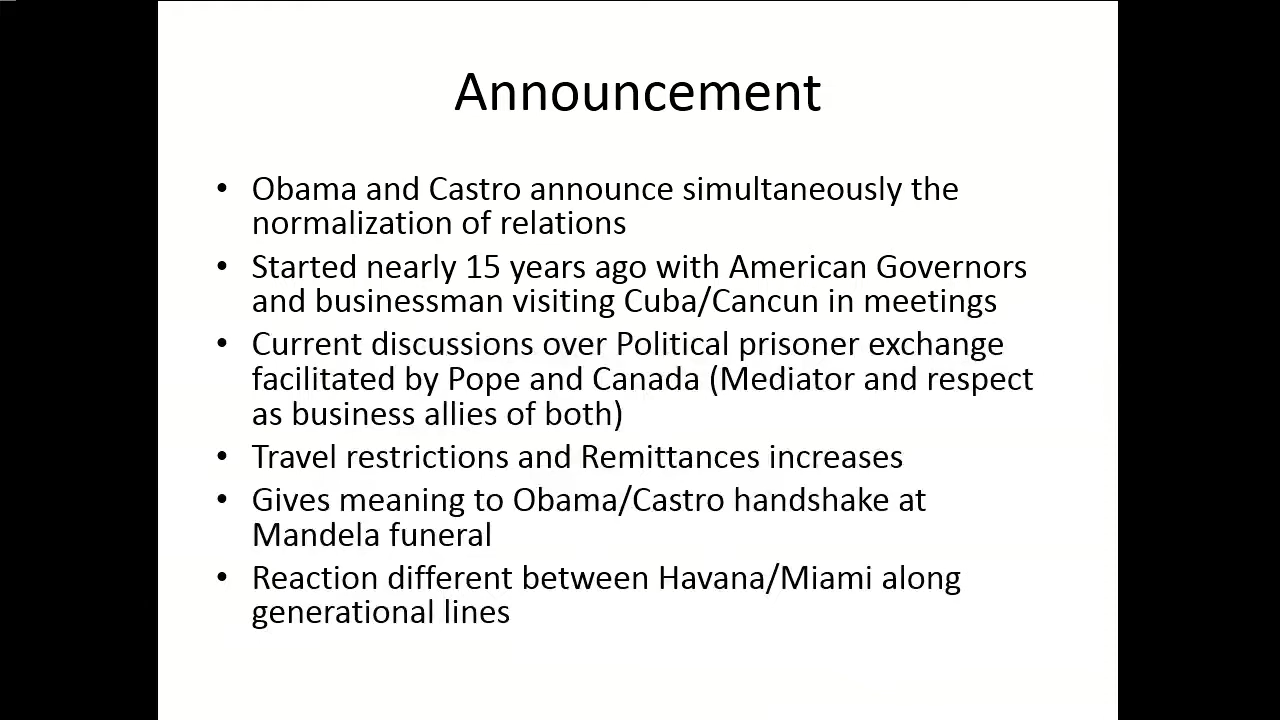 Announcement
• Obama and Castro announce simultaneously the
normalization of relations
• Started nearly 15 years ago with American Governors
and businessman visiting Cuba/Cancun in meetings
• Current discussions over Political prisoner exchange
facilitated by Pope and Canada (Mediator and respect
as business allies of both)
• Travel restrictions and Remittances increases
• Gives meaning to Obama/Castro handshake at
Mandela funeral
• Reaction different between Havana/Miami along
generational lines